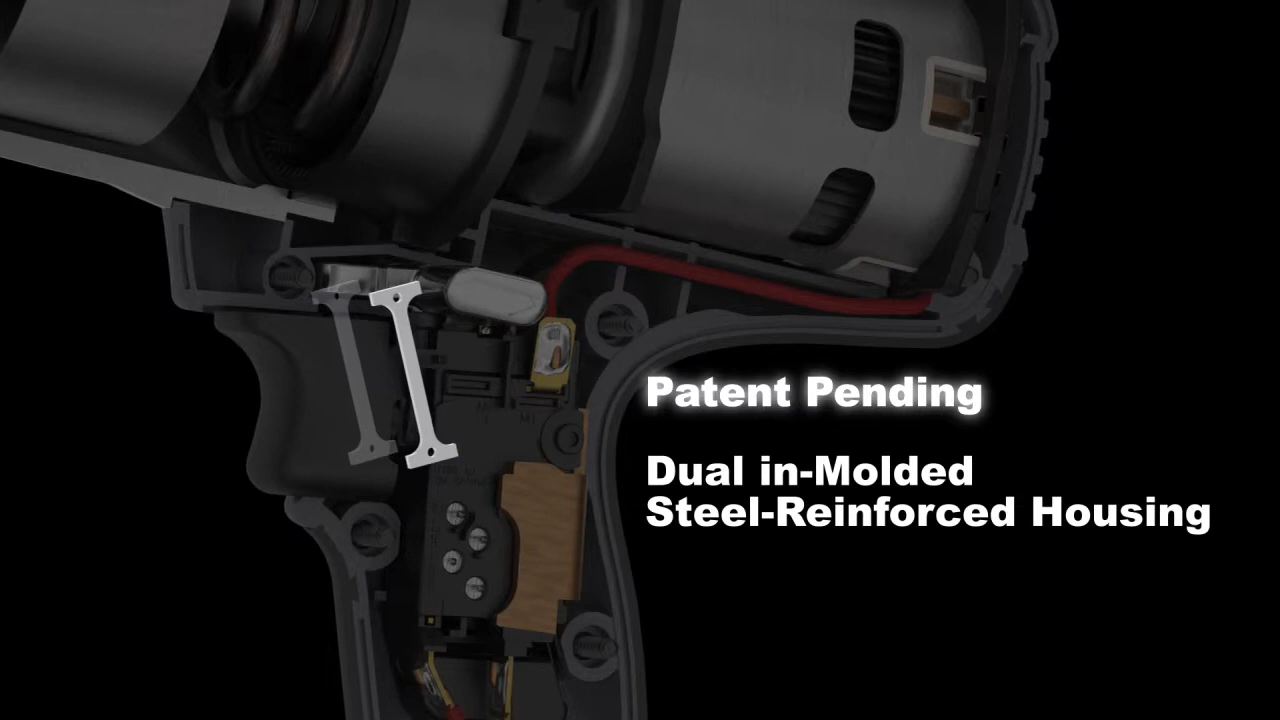 Patent Pending
Dual in-Molded
Steel-Reinforced Housing